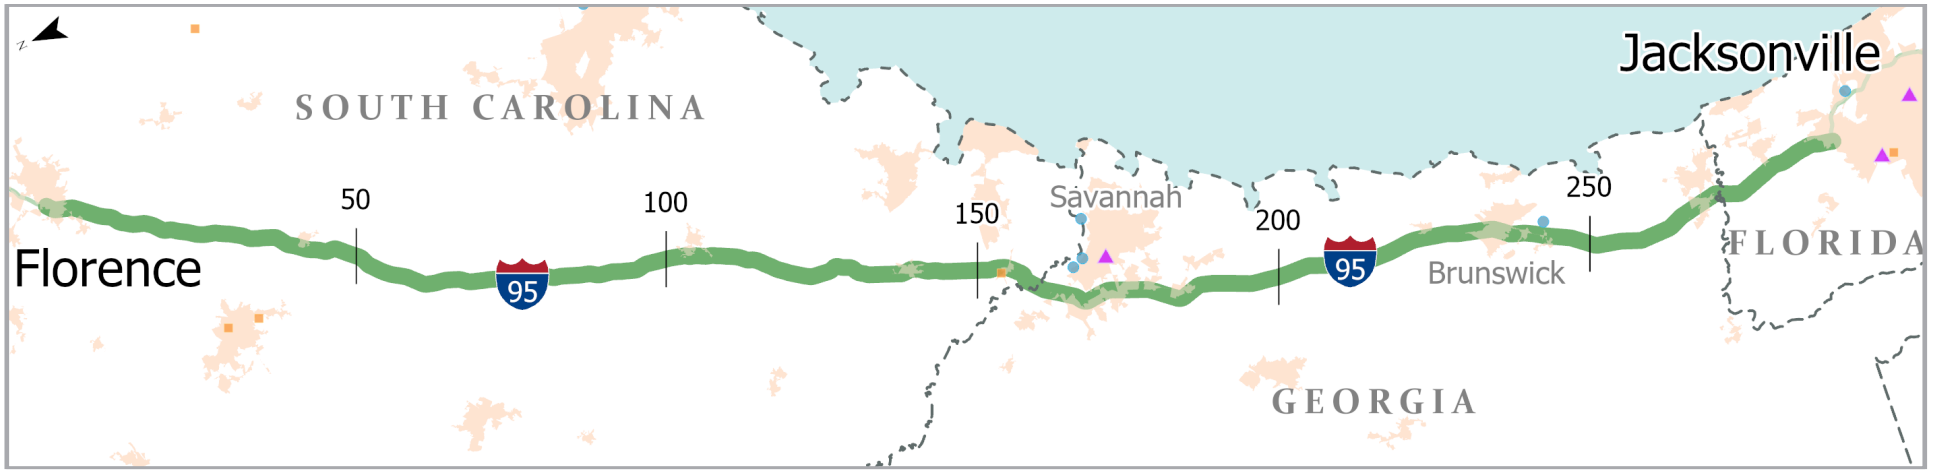 N
Jacksonville
SOUTH CAROLINA
50
100
150
Savannah
200
250
Florence
95
95
Brunswick
FLORIDA
GEORGIA